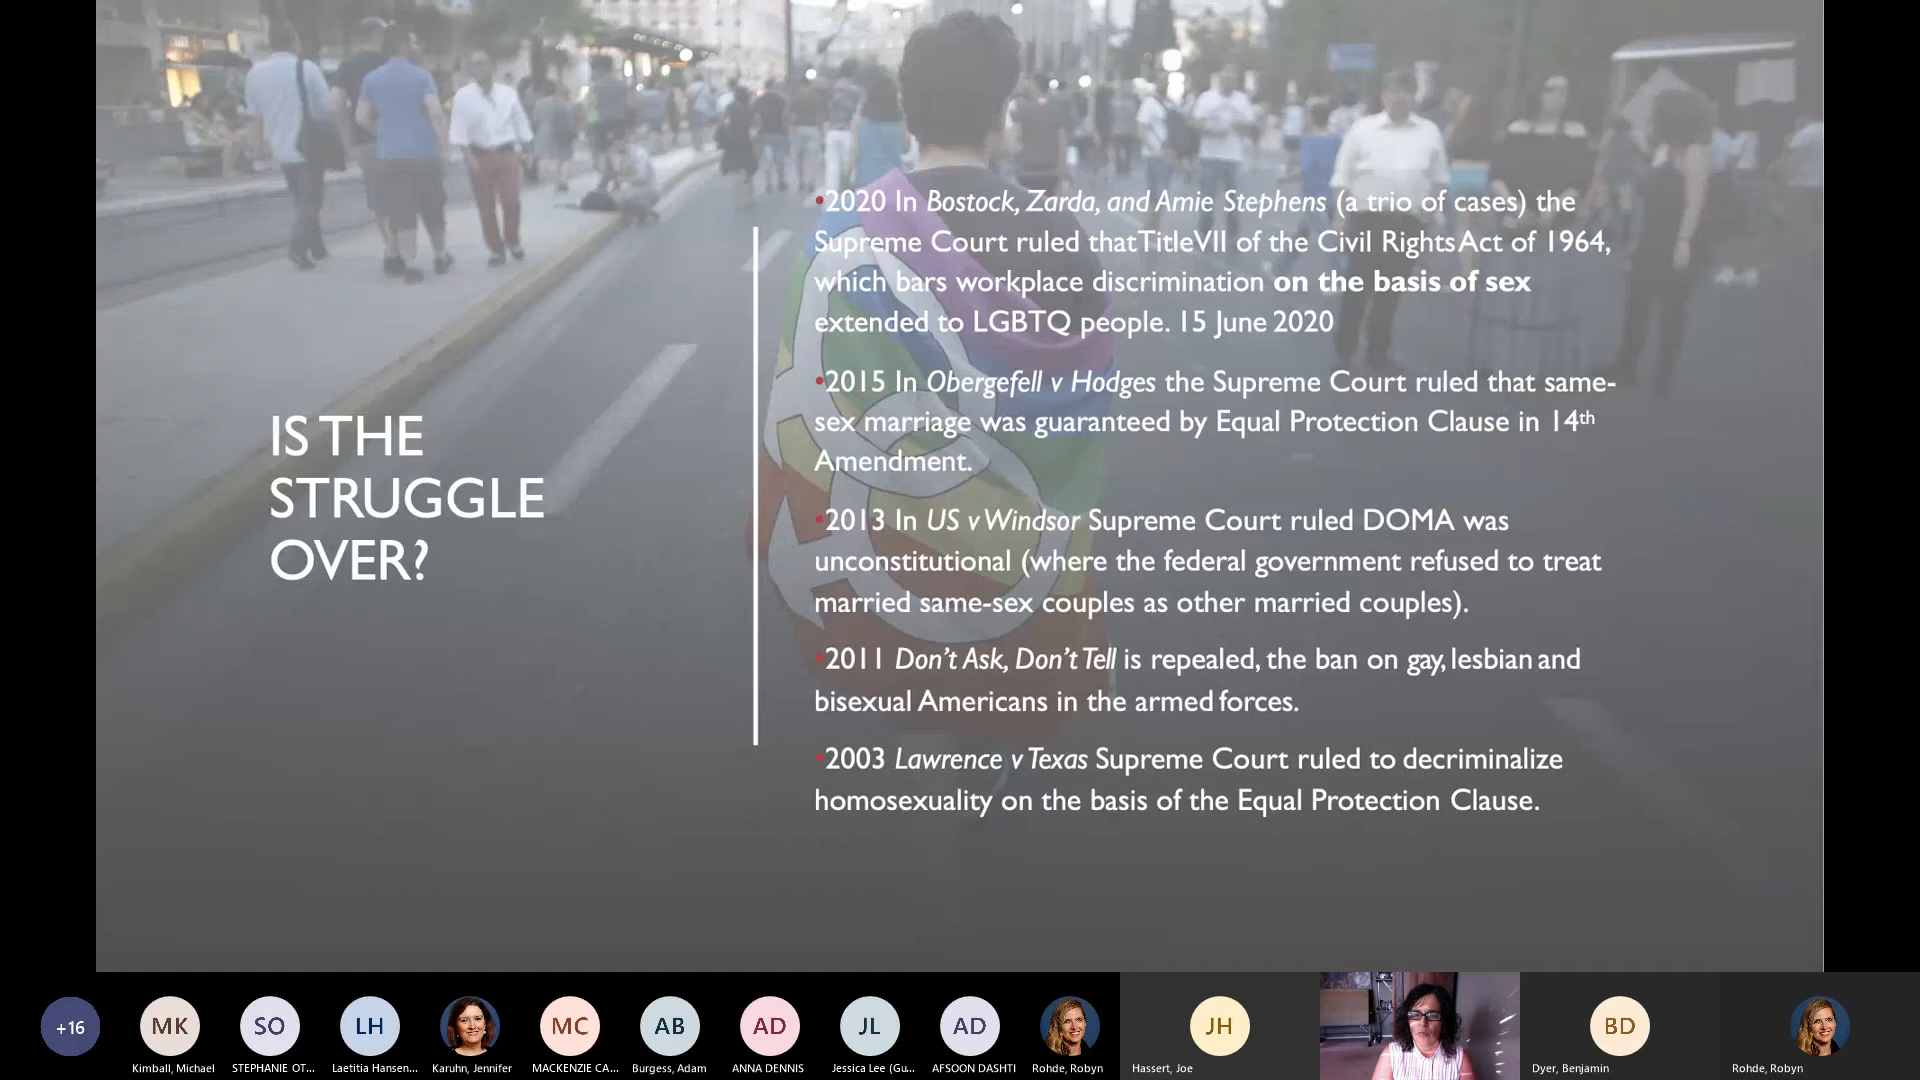 IS THE
STRUGGLE
OVER?
•2020 In Bostock, Zarda, and Amie Stephens (a trio of cases) the
Supreme Court ruled that Title VII of the Civil Rights Act of 1964,
which bars workplace discrimination on the basis of sex
extended to LGBTQ people. 15 June 2020
•2015 In Obergefell v Hodges the Supreme Court ruled that same-
sex marriage was guaranteed by Equal Protection Clause in 14th
Amendment.
•2013 In US v Windsor Supreme Court ruled DOMA was
unconstitutional (where the federal government refused to treat
married same-sex couples as other married couples).
•2011 Don’t Ask, Don’t Tell is repealed, the ban on gay, lesbian and
bisexual Americans in the armed forces.
•2003 Lawrence v Texas Supreme Court ruled to decriminalize
homosexuality on the basis of the Equal Protection Clause.
+16 MK SO LH MC AB AD JL AD JH BD
Kimball, Michael STEPHANIE OT... Laetitia Hansen... Karuhn, Jennifer MACKENZIE CA... Burgess, Adam ANNA DENNIS Jessica Lee (Gu... AFSOON DASHTI Rohde, Robyn Hassert, Joe Dyer, Benjamin Rohde, Robyn